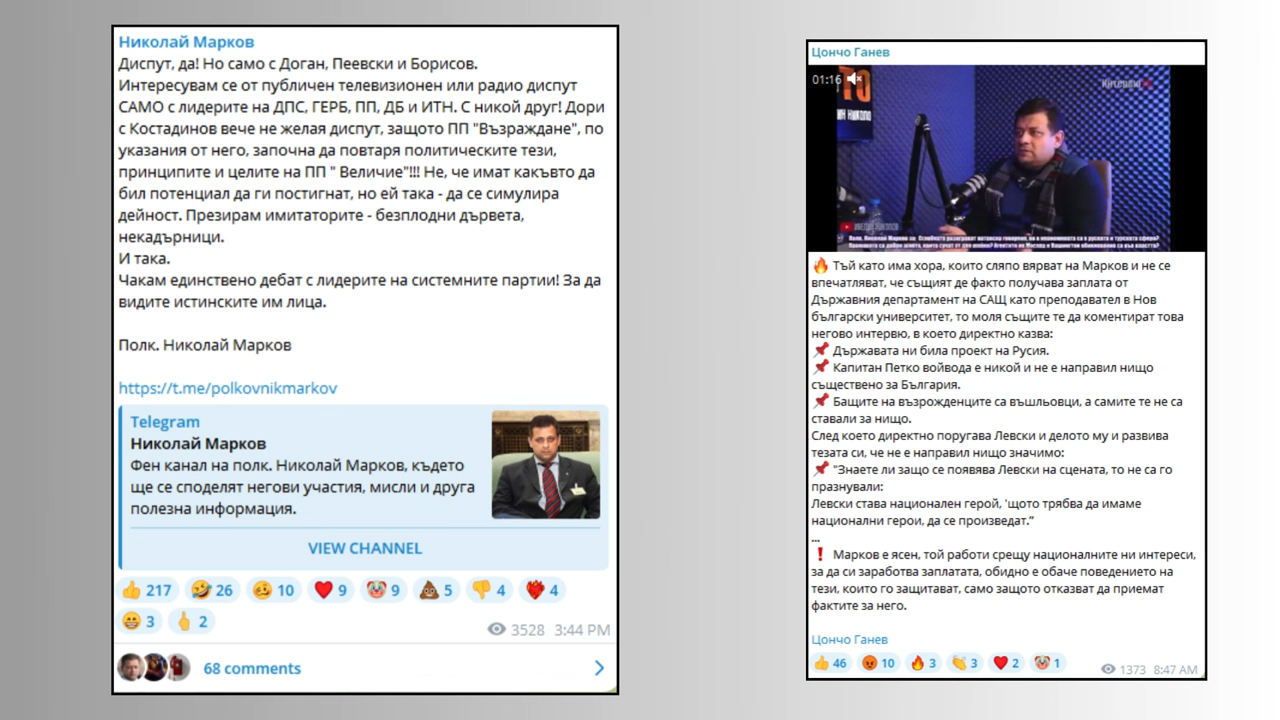 Николай Марков
Диспут, да! Но само с Доган, Пеевски и Борисов.
Интересувам се от публичен телевизионен или радио диспут
САМО с лидерите на ДПС, ГЕРБ, ПП, ДБ и ИТН. С никой друг! Дори
с Костадинов вече не желая диспут, защото ПП "Възраждане", по
указания от него, започна да повтаря политическите тези,
принципите и целите на ПП " Величие"!!! Не, че имат какъвто да
бил потенциал да ги постигнат, но ей така - да се симулира
дейност. Презирам имитаторите - безплодни дървета,
некадърници.
И така.
Чакам единствено дебат с лидерите на системните партии! За да
видите истинските им лица.
Полк. Николай Марков
https://t.me/polkovnikmarkov
Telegram
Николай Марков
Фен канал на полк. Николай Марков, където
ще се споделят негови участия, мисли и друга
полезна информация.
VIEW CHANNEL
👍 217 🤣 26 🥴 10 ❤️ 9 🤡 9 💩 5 👎 4 ❤️‍🔥 4
😁 3 🖕 2
3528 3:44 PM
68 comments
Цончо Ганев
01:16
ТО
🔥 Тъй като има хора, които сляпо вярват на Марков и не се
впечатляват, че същият де факто получава заплата от
Държавния департамент на САЩ като преподавател в Нов
български университет, то моля същите те да коментират това
негово интервю, в което директно казва:
📌 Държавата ни била проект на Русия.
📌 Капитан Петко войвода е никой и не е направил нищо
съществено за България.
📌 Бащите на възрожденците са въшльовци, а самите те не са
ставали за нищо.
След което директно поругава Левски и делото му и развива
тезата си, че не е направил нищо значимо:
📌 "Знаете ли защо се появява Левски на сцената, то не са го
празнували:
Левски става национален герой, 'щото трябва да имаме
национални герои, да се произведат.”
...
❗ Марков е ясен, той работи срещу националните ни интереси,
за да си заработва заплатата, обидно е обаче поведението на
тези, които го защитават, само защото отказват да приемат
фактите за него.
Цончо Ганев
👍 46 😡 10 🔥 3 👏 3 ❤️ 2 🤡 1
1373 8:47 AM